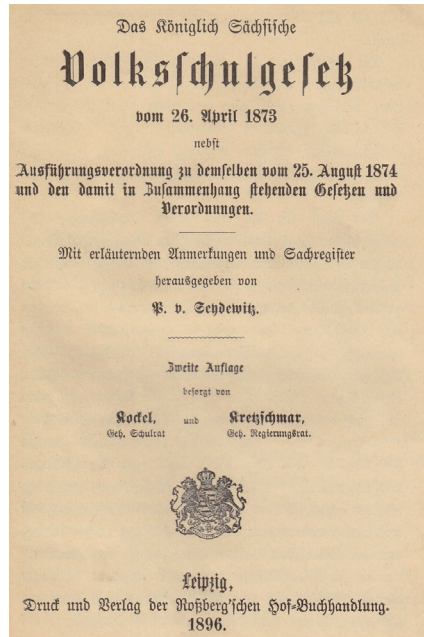 Das Königlich Sächsische
Volksschulgesetz
vom 26. April 1873
nebst
Ausführungsverordnung zu demselben vom 25. August 1874
und den damit in Zusammenhang stehenden Gesetzen und
Verordnungen.
Mit erläuternden Anmerkungen und Sachregister
herausgegeben von
P. v. Seydewitz.
Zweite Auflage
besorgt von
Kockel, und Kretzschmar,
Geh. Schulrat Geh. Regierungsrat.
Leipzig,
Druck und Verlag der Roßberg'schen Hof-Buchhandlung.
1896.